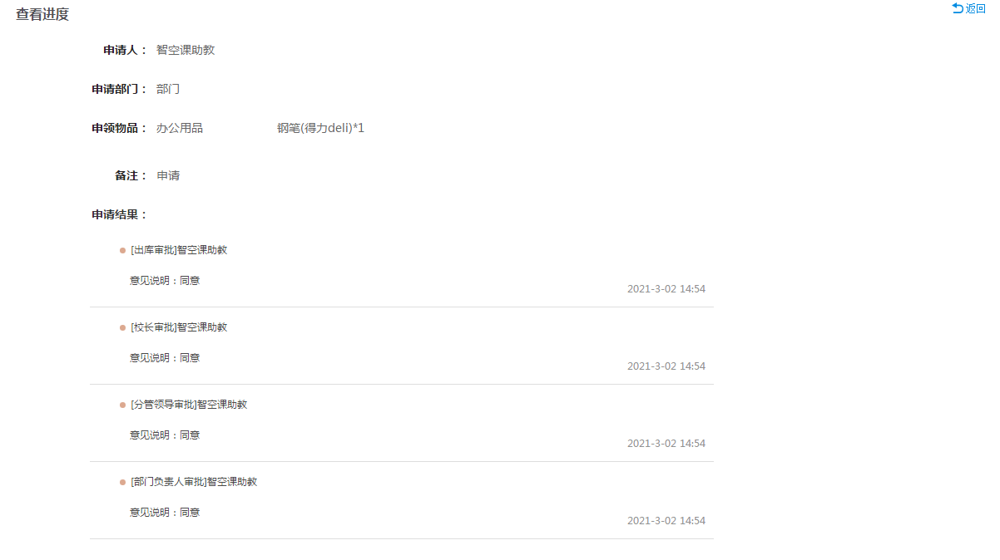 查看进度 返回
申请人： 智空课助教
申请部门： 部门
申领物品： 办公用品 钢笔(得力deli)*1
备注： 申请
申请结果：
[出库审批]智空课助教
意见说明：同意
2021-3-02 14:54
[校长审批]智空课助教
意见说明：同意
2021-3-02 14:54
[分管领导审批]智空课助教
意见说明：同意
2021-3-02 14:54
[部门负责人审批]智空课助教
意见说明：同意
2021-3-02 14:54